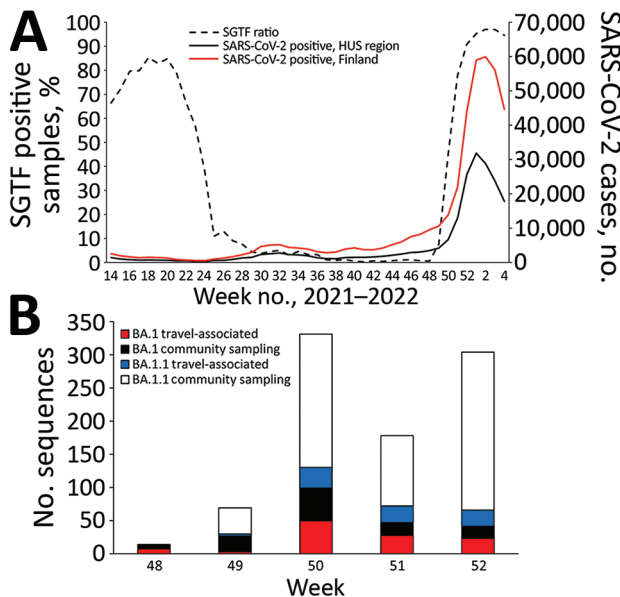 A
SGTF positive
samples, %
100
90
80
70
60
50
40
30
20
10
0
SGTF ratio
SARS-CoV-2 positive, HUS region
SARS-CoV-2 positive, Finland
70,000
60,000
50,000
40,000
30,000
20,000
10,000
0
SARS-CoV-2 cases, no.
14 16 18 20 22 24 26 28 30 32 34 36 38 40 42 44 46 48 50 52 2 4
Week no., 2021–2022
B
No. sequences
350
300
250
200
150
100
50
0
BA.1 travel-associated
BA.1 community sampling
BA.1.1 travel-associated
BA.1.1 community sampling
48 49 50 51 52
Week